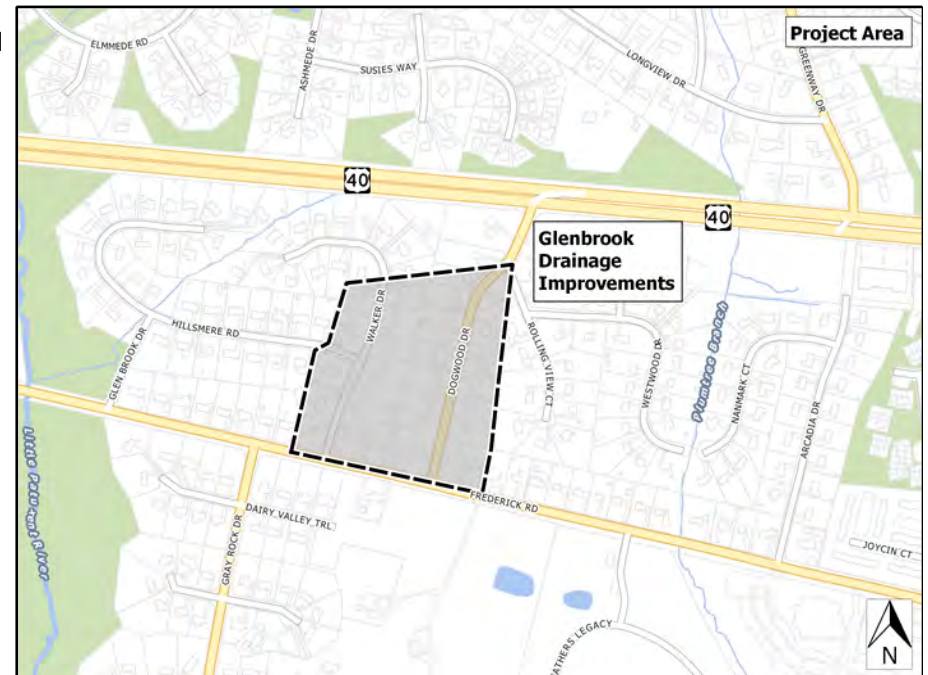 Project Area
ELMMEDE RD
ASHMEDE DR
SUSIES WAY
LONGVIEW DR
GREENWAY DR
40
40
Glenbrook
Drainage
Improvements
HILLSMERE RD
WALKER DR
GLEN BROOK DR
DOGWOOD DR
ROLLING VIEW CT
WESTWOOD DR
Plumtree Branch
NANMARK CT
ARCADIA DR
Little Patuxent River
FREDERICK RD
DAIRY VALLEY TRL
GRAY ROCK DR
JOYCIN CT
FATHERS LEGACY
N